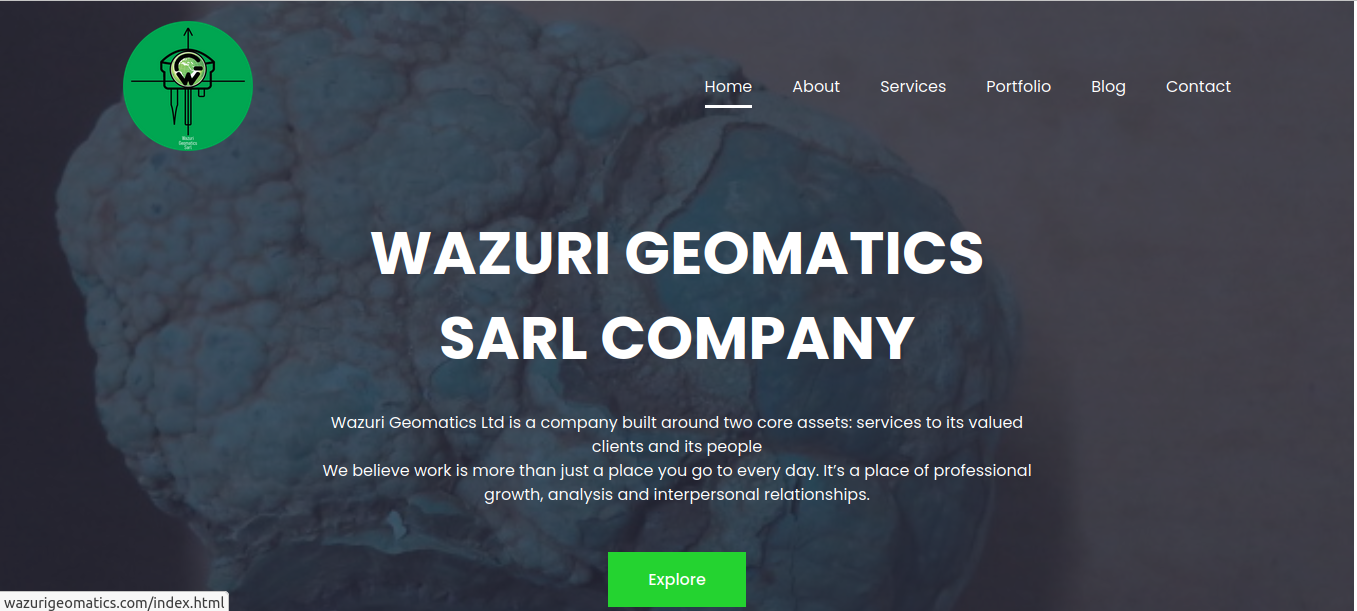 Wazuri
Geomatics
Sarl
Home About Services Portfolio Blog Contact
WAZURI GEOMATICS
SARL COMPANY
Wazuri Geomatics Ltd is a company built around two core assets: services to its valued
clients and its people
We believe work is more than just a place you go to every day. It’s a place of professional
growth, analysis and interpersonal relationships.
Explore
wazurigeomatics.com/index.html